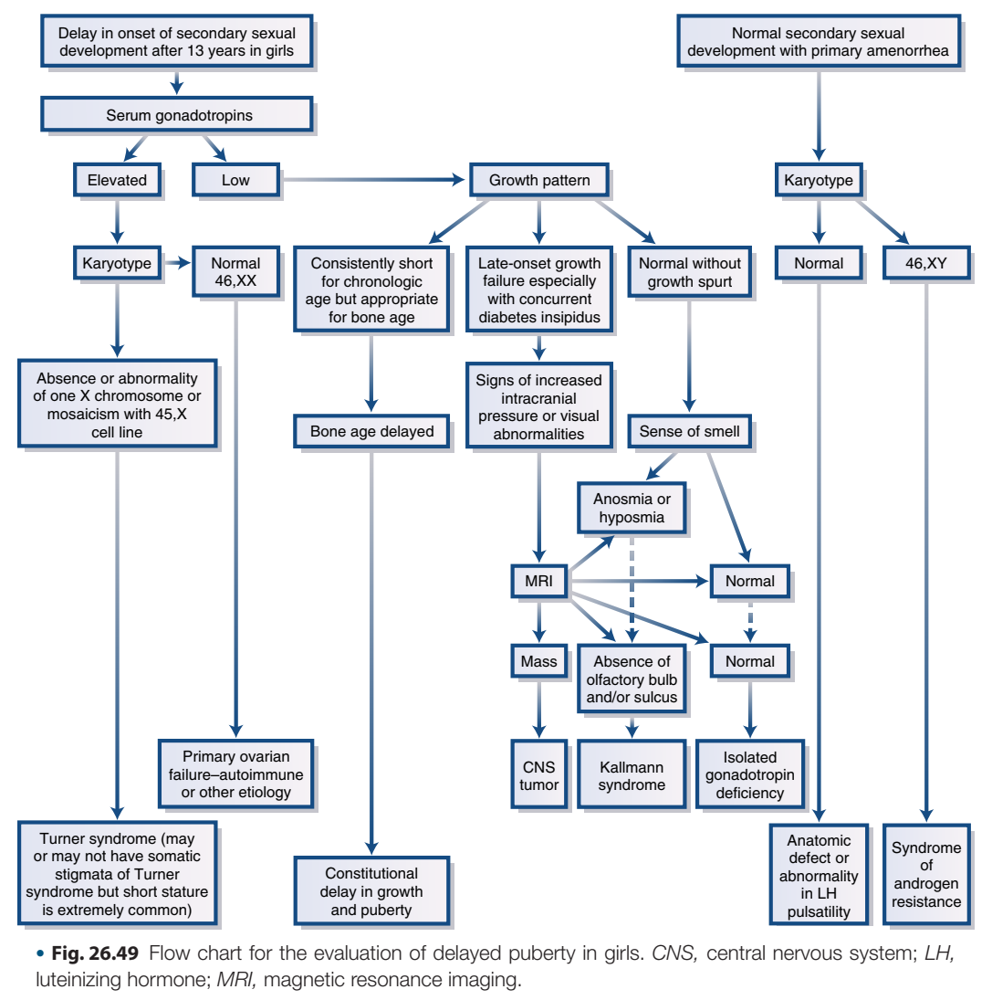 Delay in onset of secondary sexual
development after 13 years in girls
Normal secondary sexual
development with primary amenorrhea
Serum gonadotropins
Elevated
Low
Growth pattern
Karyotype
Karyotype
Normal
46,XX
Consistently short
for chronologic
age but appropriate
for bone age
Late-onset growth
failure especially
with concurrent
diabetes insipidus
Normal without
growth spurt
Normal
46,XY
Absence or abnormality
of one X chromosome or
mosaicism with 45,X
cell line
Signs of increased
intracranial
pressure or visual
abnormalities
Bone age delayed
Sense of smell
Anosmia or
hyposmia
MRI
Normal
Mass
Absence of
olfactory bulb
and/or sulcus
Normal
Primary ovarian
failure–autoimmune
or other etiology
CNS
tumor
Kallmann
syndrome
Isolated
gonadotropin
deficiency
Turner syndrome (may
or may not have somatic
stigmata of Turner
syndrome but short stature
is extremely common)
Constitutional
delay in growth
and puberty
Anatomic
defect or
abnormality
in LH
pulsatility
Syndrome
of
androgen
resistance
• Fig. 26.49 Flow chart for the evaluation of delayed puberty in girls. CNS, central nervous system; LH,
luteinizing hormone; MRI, magnetic resonance imaging.